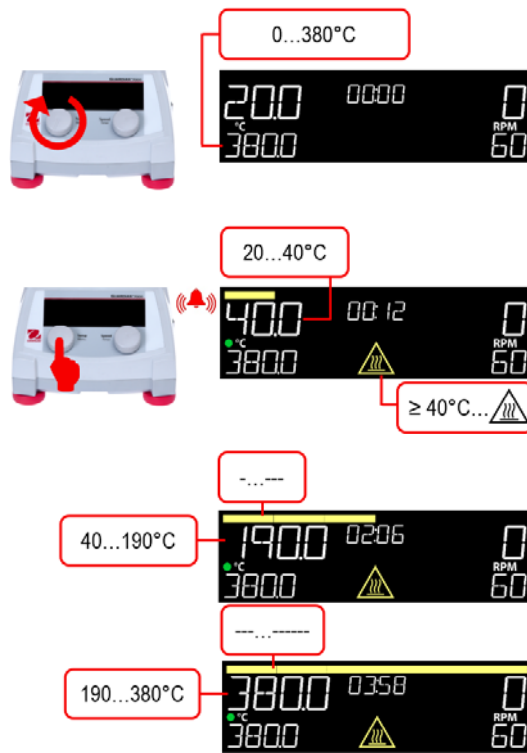 0...380°C
20.0 00:00 0
°C RPM
380.0 60
20...40°C
40.0 00:12 0
°C RPM
380.0 60
≥ 40°C...
-...---
40...190°C
190.0 02:06 0
°C RPM
380.0 60
---...------
190...380°C
380.0 03:58 0
°C RPM
380.0 60